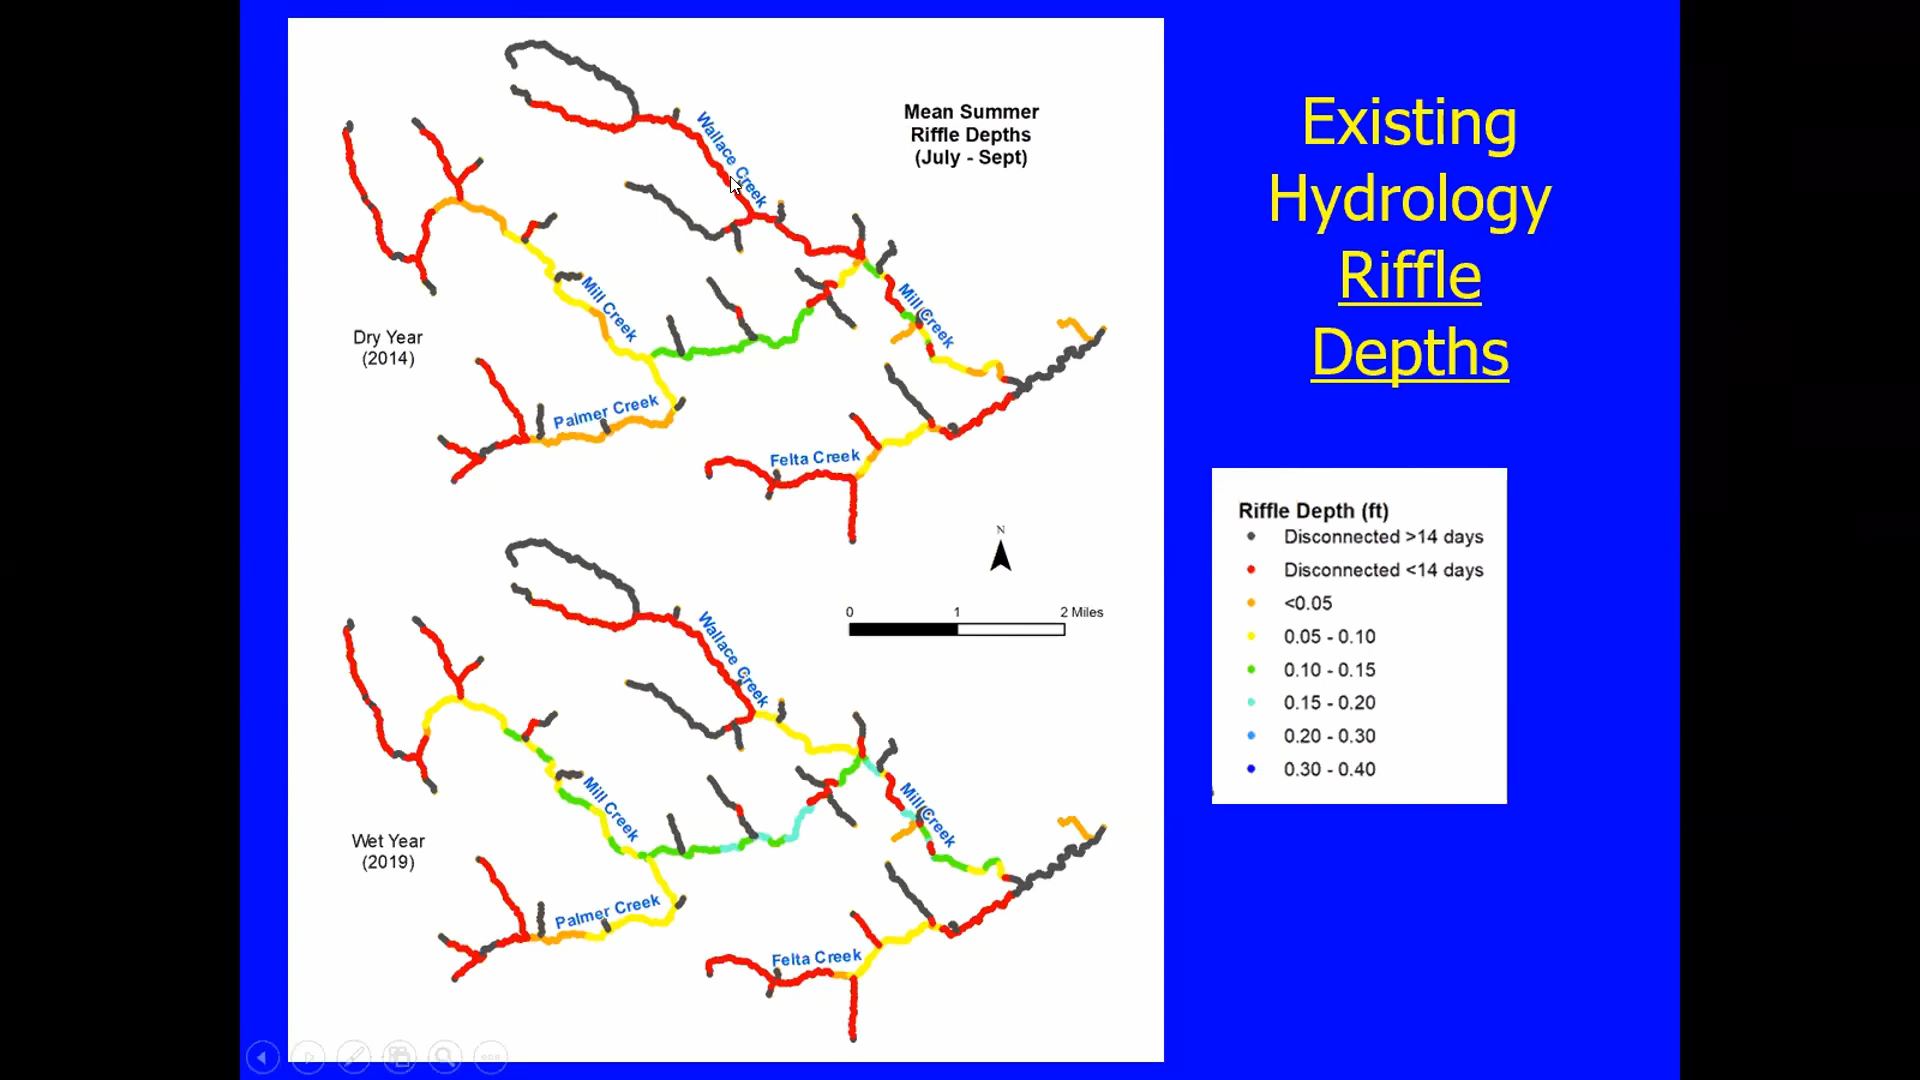 Existing
Hydrology
Riffle
Depths
Mean Summer
Riffle Depths
(July - Sept)
Wallace Creek
Mill Creek
Mill Creek
Dry Year
(2014)
Palmer Creek
Felta Creek
N
0 1 2 Miles
Wallace Creek
Mill Creek
Mill Creek
Wet Year
(2019)
Palmer Creek
Felta Creek
Riffle Depth (ft)
Disconnected >14 days
Disconnected <14 days
<0.05
0.05 - 0.10
0.10 - 0.15
0.15 - 0.20
0.20 - 0.30
0.30 - 0.40